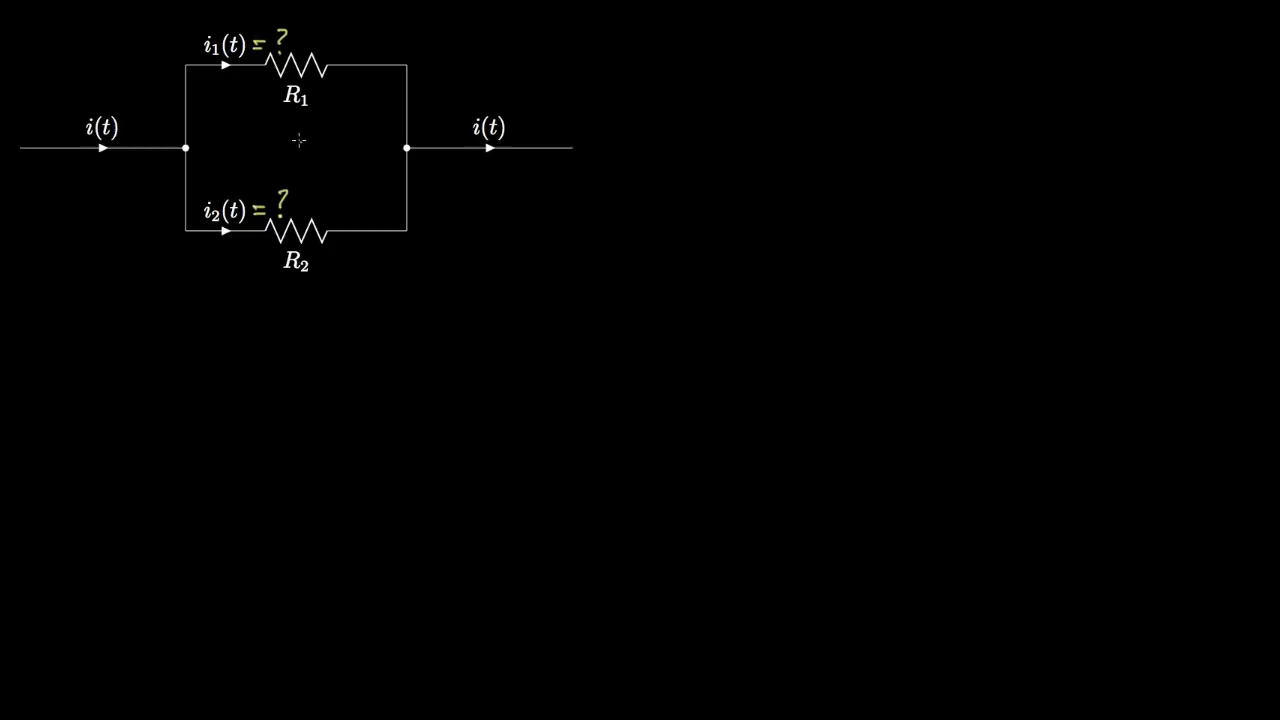 i₁(t) = ?
R₁
i(t)
i(t)
i₂(t) = ?
R₂